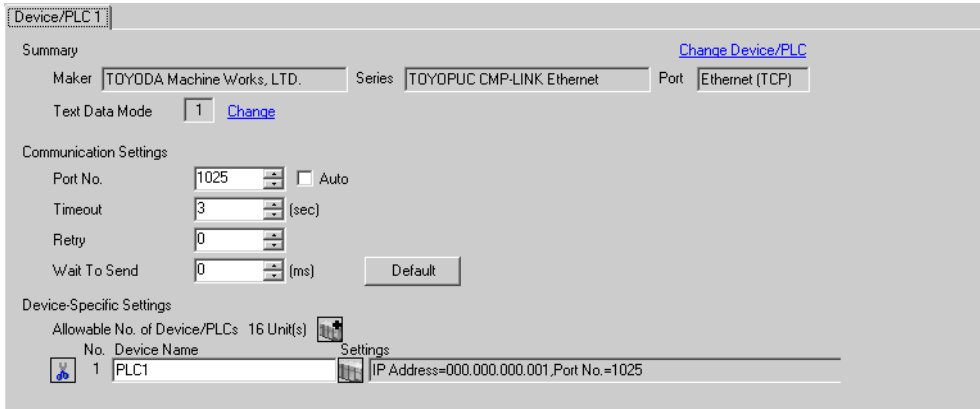 Device/PLC 1
Summary Change Device/PLC
Maker TOYODA Machine Works, LTD. Series TOYOPUC CMP-LINK Ethernet Port Ethernet (TCP)
Text Data Mode 1 Change
Communication Settings
Port No. 1025 Auto
Timeout 3 (sec)
Retry 0
Wait To Send 0 (ms) Default
Device-Specific Settings
Allowable No. of Device/PLCs 16 Unit(s)
No. Device Name Settings
1 PLC1 IP Address=000.000.000.001,Port No.=1025